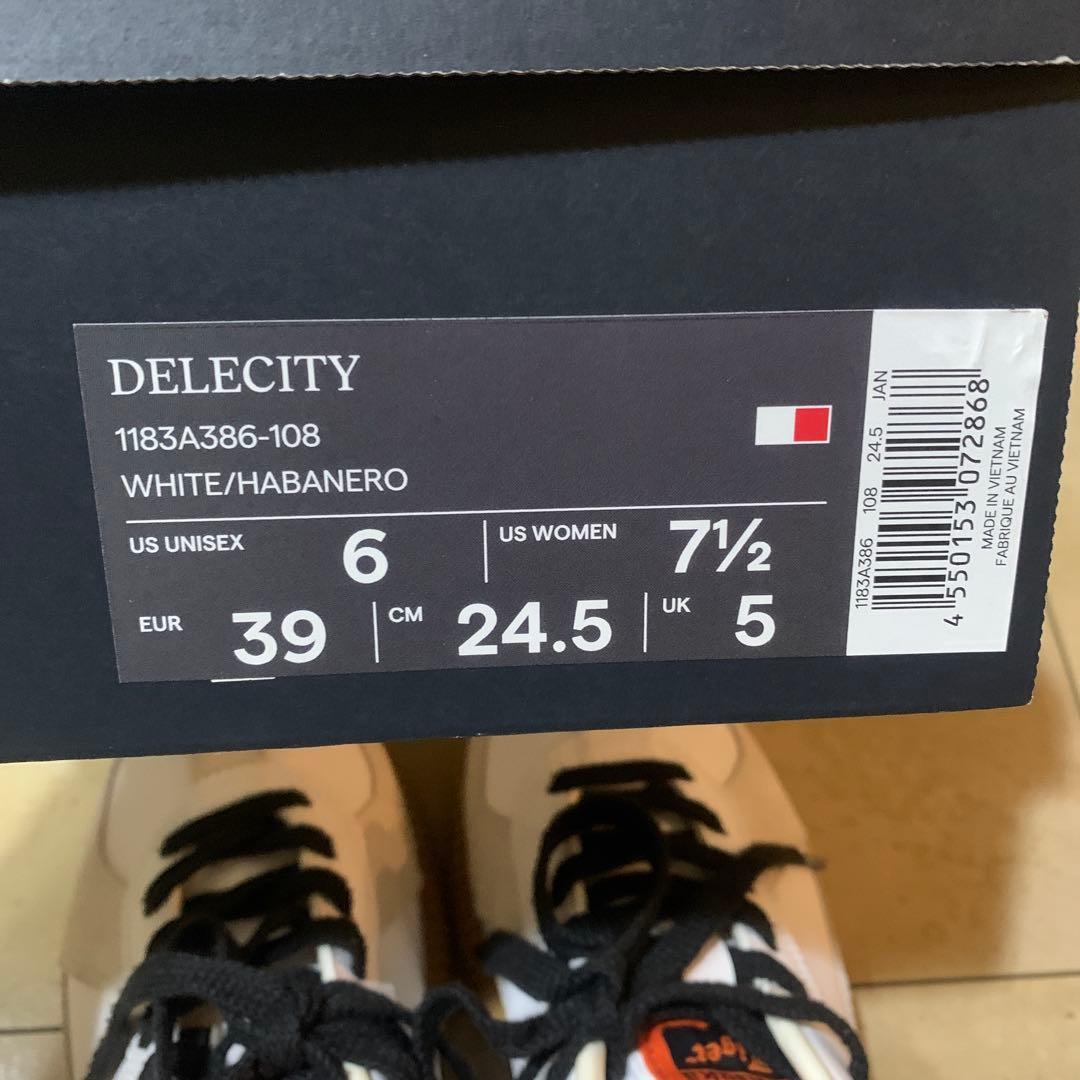 DELECITY
1183A386-108
WHITE/HABANERO
US UNISEX 6 US WOMEN 7½
EUR 39 CM 24.5 UK 5
1183A386 108 24.5 JAN
4 550153 072868
MADE IN VIETNAM
FABRIQUE AU VIETNAM
Tiger